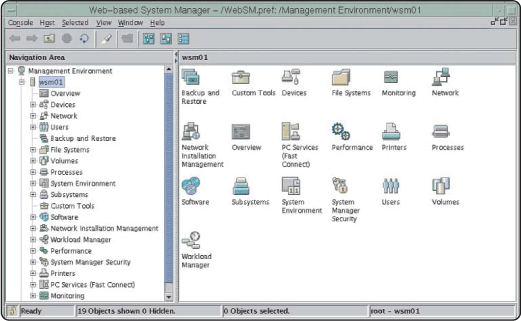 Web-based System Manager - /WebSM.pref: /Management Environment/wsm01
Console Host Selected View Window Help
Navigation Area
Management Environment
wsm01
Overview
Devices
Network
Users
Backup and Restore
File Systems
Volumes
Processes
System Environment
Subsystems
Custom Tools
Software
Network Installation Management
Workload Manager
Performance
System Manager Security
Printers
PC Services (Fast Connect)
Monitoring
wsm01
Backup and Restore
Custom Tools
Devices
File Systems
Monitoring
Network
Network Installation Management
Overview
PC Services (Fast Connect)
Performance
Printers
Processes
Software
Subsystems
System Environment
System Manager Security
Users
Volumes
Workload Manager
Ready 19 Objects shown 0 Hidden. 0 Objects selected. root - wsm01